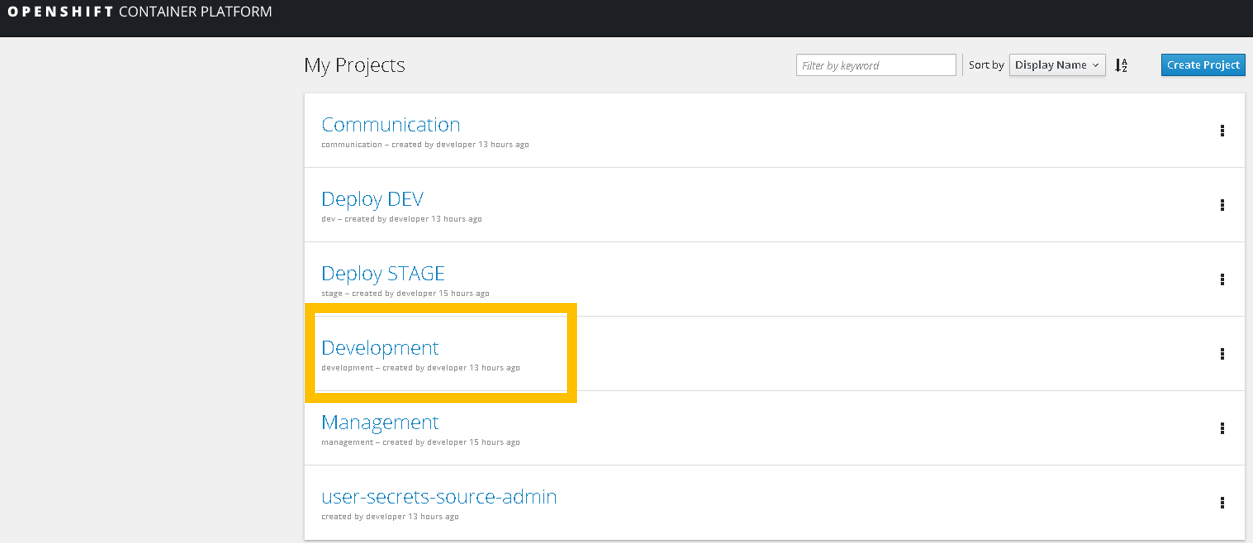 OPENSHIFT CONTAINER PLATFORM
My Projects
Filter by keyword
Sort by
Display Name
A
Z
Create Project
Communication
communication – created by developer 13 hours ago
Deploy DEV
dev – created by developer 13 hours ago
Deploy STAGE
stage – created by developer 15 hours ago
Development
development – created by developer 13 hours ago
Management
management – created by developer 15 hours ago
user-secrets-source-admin
created by developer 13 hours ago